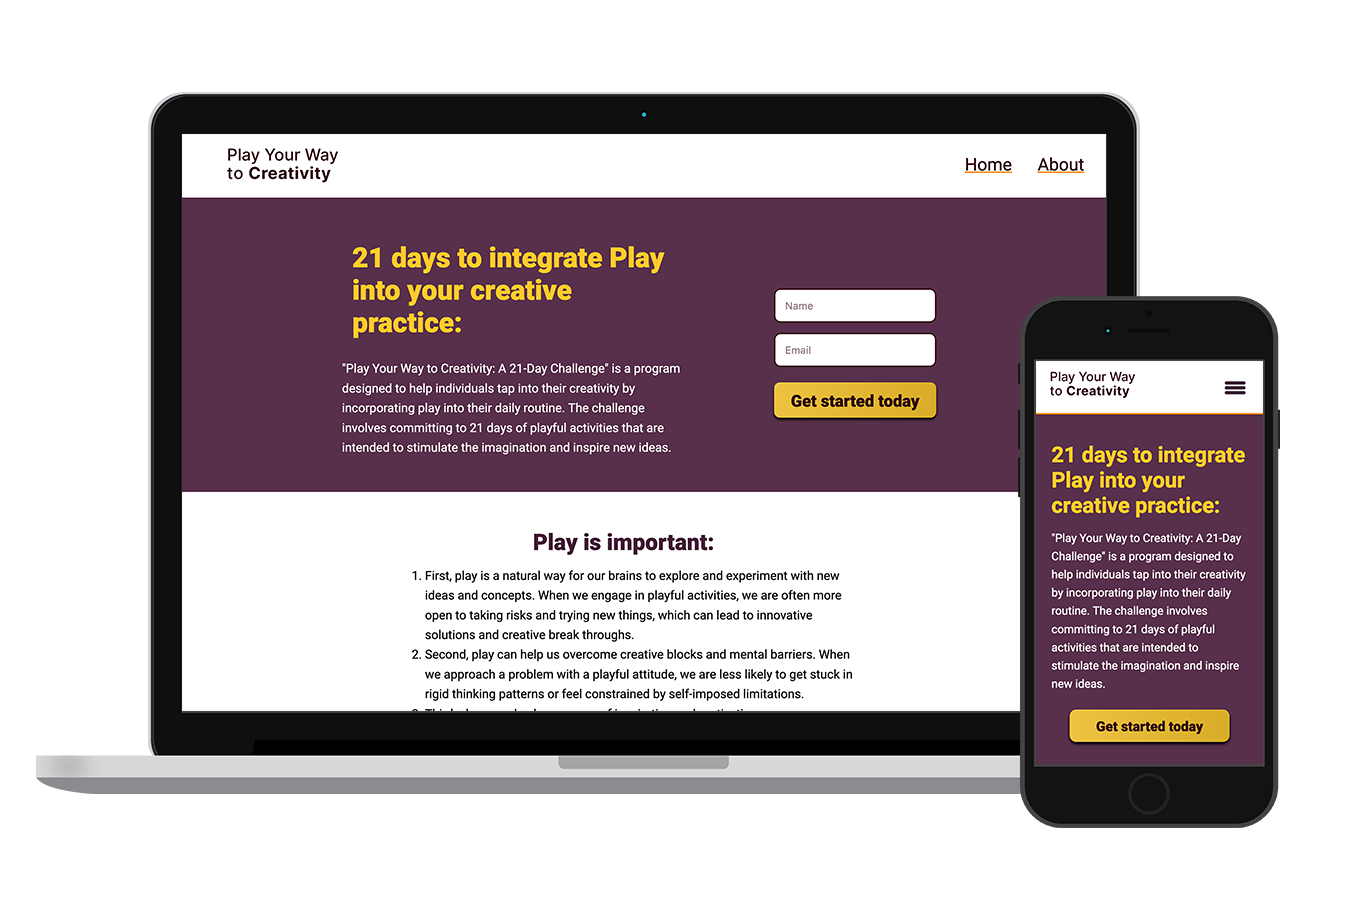 Play Your Way
to Creativity
Home About
21 days to integrate Play
into your creative
practice:
"Play Your Way to Creativity: A 21-Day Challenge" is a program
designed to help individuals tap into their creativity by
incorporating play into their daily routine. The challenge
involves committing to 21 days of playful activities that are
intended to stimulate the imagination and inspire new ideas.
Name
Email
Get started today
Play is important:
1. First, play is a natural way for our brains to explore and experiment with new
ideas and concepts. When we engage in playful activities, we are often more
open to taking risks and trying new things, which can lead to innovative
solutions and creative break throughs.
2. Second, play can help us overcome creative blocks and mental barriers. When
we approach a problem with a playful attitude, we are less likely to get stuck in
rigid thinking patterns or feel constrained by self-imposed limitations.
Play Your Way
to Creativity
21 days to integrate
Play into your
creative practice:
"Play Your Way to Creativity: A 21-Day
Challenge" is a program designed to
help individuals tap into their creativity
by incorporating play into their daily
routine. The challenge involves
committing to 21 days of playful
activities that are intended to
stimulate the imagination and inspire
new ideas.
Get started today